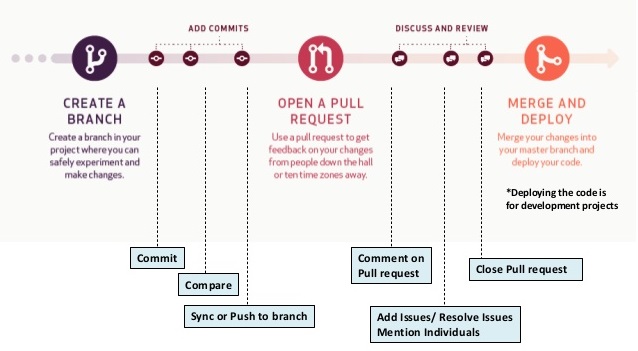 ADD COMMITS
DISCUSS AND REVIEW
CREATE A
BRANCH
Create a branch in your
project where you can
safely experiment and
make changes.
OPEN A PULL
REQUEST
Use a pull request to get
feedback on your changes
from people down the hall
or ten time zones away.
MERGE AND
DEPLOY
Merge your changes into
your master branch and
deploy your code.
*Deploying the code is
for development projects
Commit
Compare
Sync or Push to branch
Comment on
Pull request
Add Issues/ Resolve Issues
Mention Individuals
Close Pull request